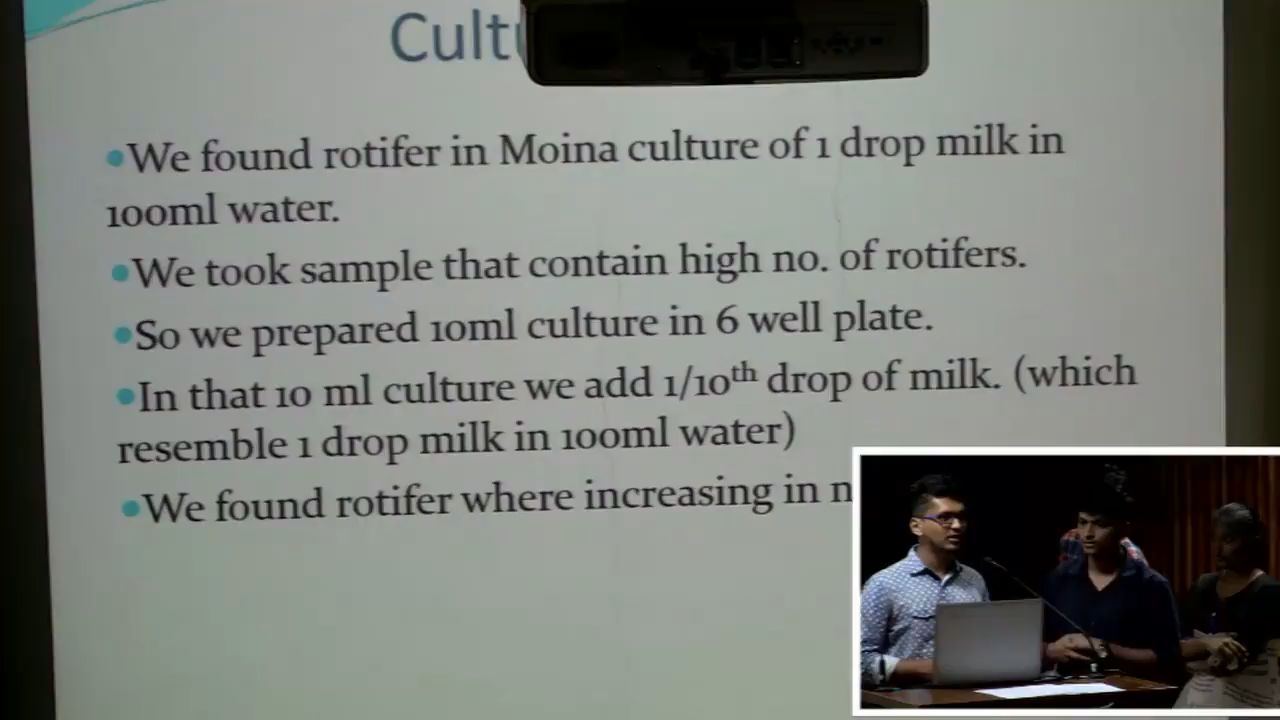 •We found rotifer in Moina culture of 1 drop milk in
100ml water.
•We took sample that contain high no. of rotifers.
•So we prepared 10ml culture in 6 well plate.
•In that 10 ml culture we add 1/10th drop of milk. (which
resemble 1 drop milk in 100ml water)
•We found rotifer where increasing in